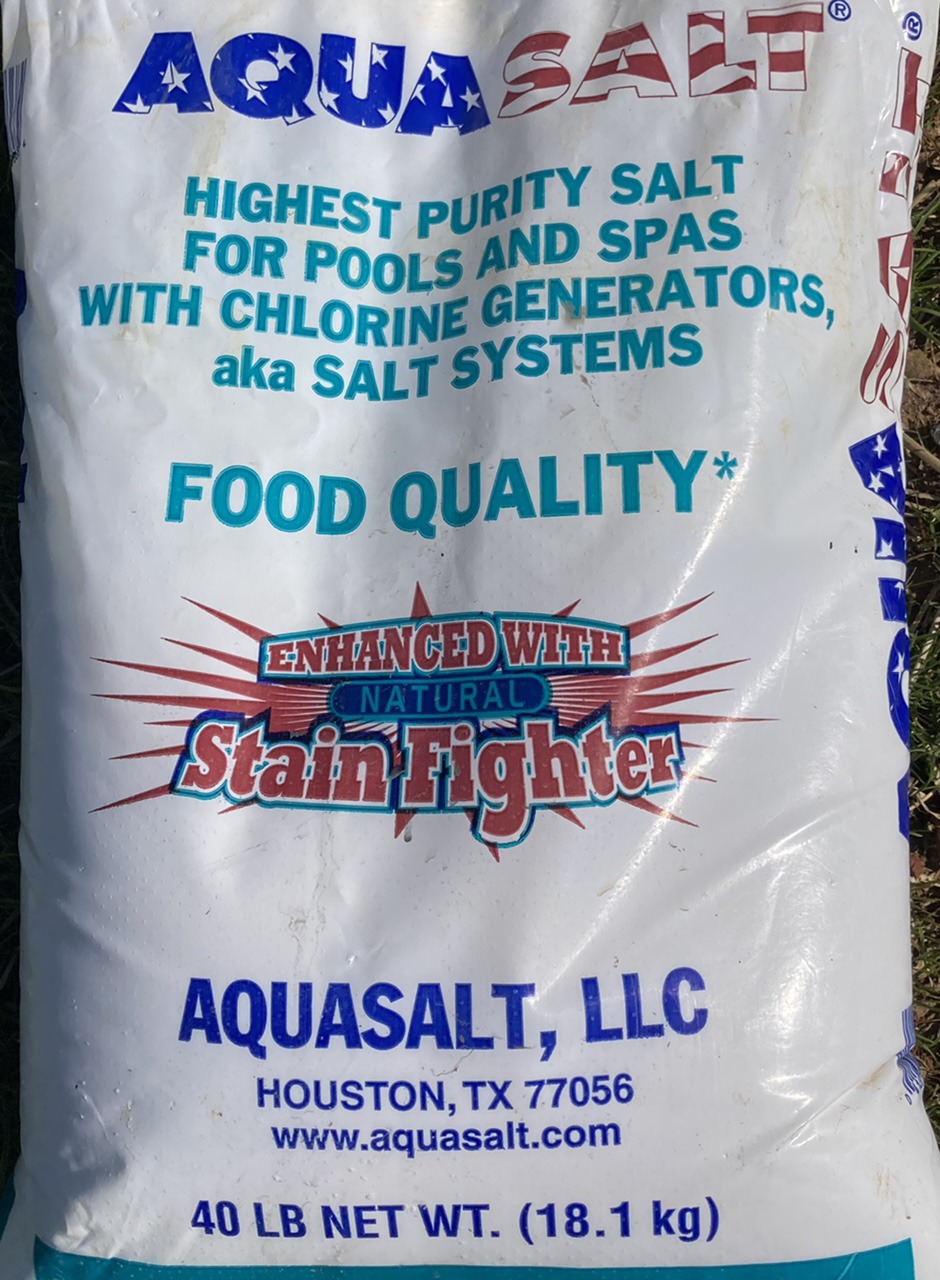 AQUASALT®
HIGHEST PURITY SALT
FOR POOLS AND SPAS
WITH CHLORINE GENERATORS,
aka SALT SYSTEMS
FOOD QUALITY*
ENHANCED WITH
NATURAL
Stain Fighter
AQUASALT, LLC
HOUSTON, TX 77056
www.aquasalt.com
40 LB NET WT. (18.1 kg)
AQUASALT®